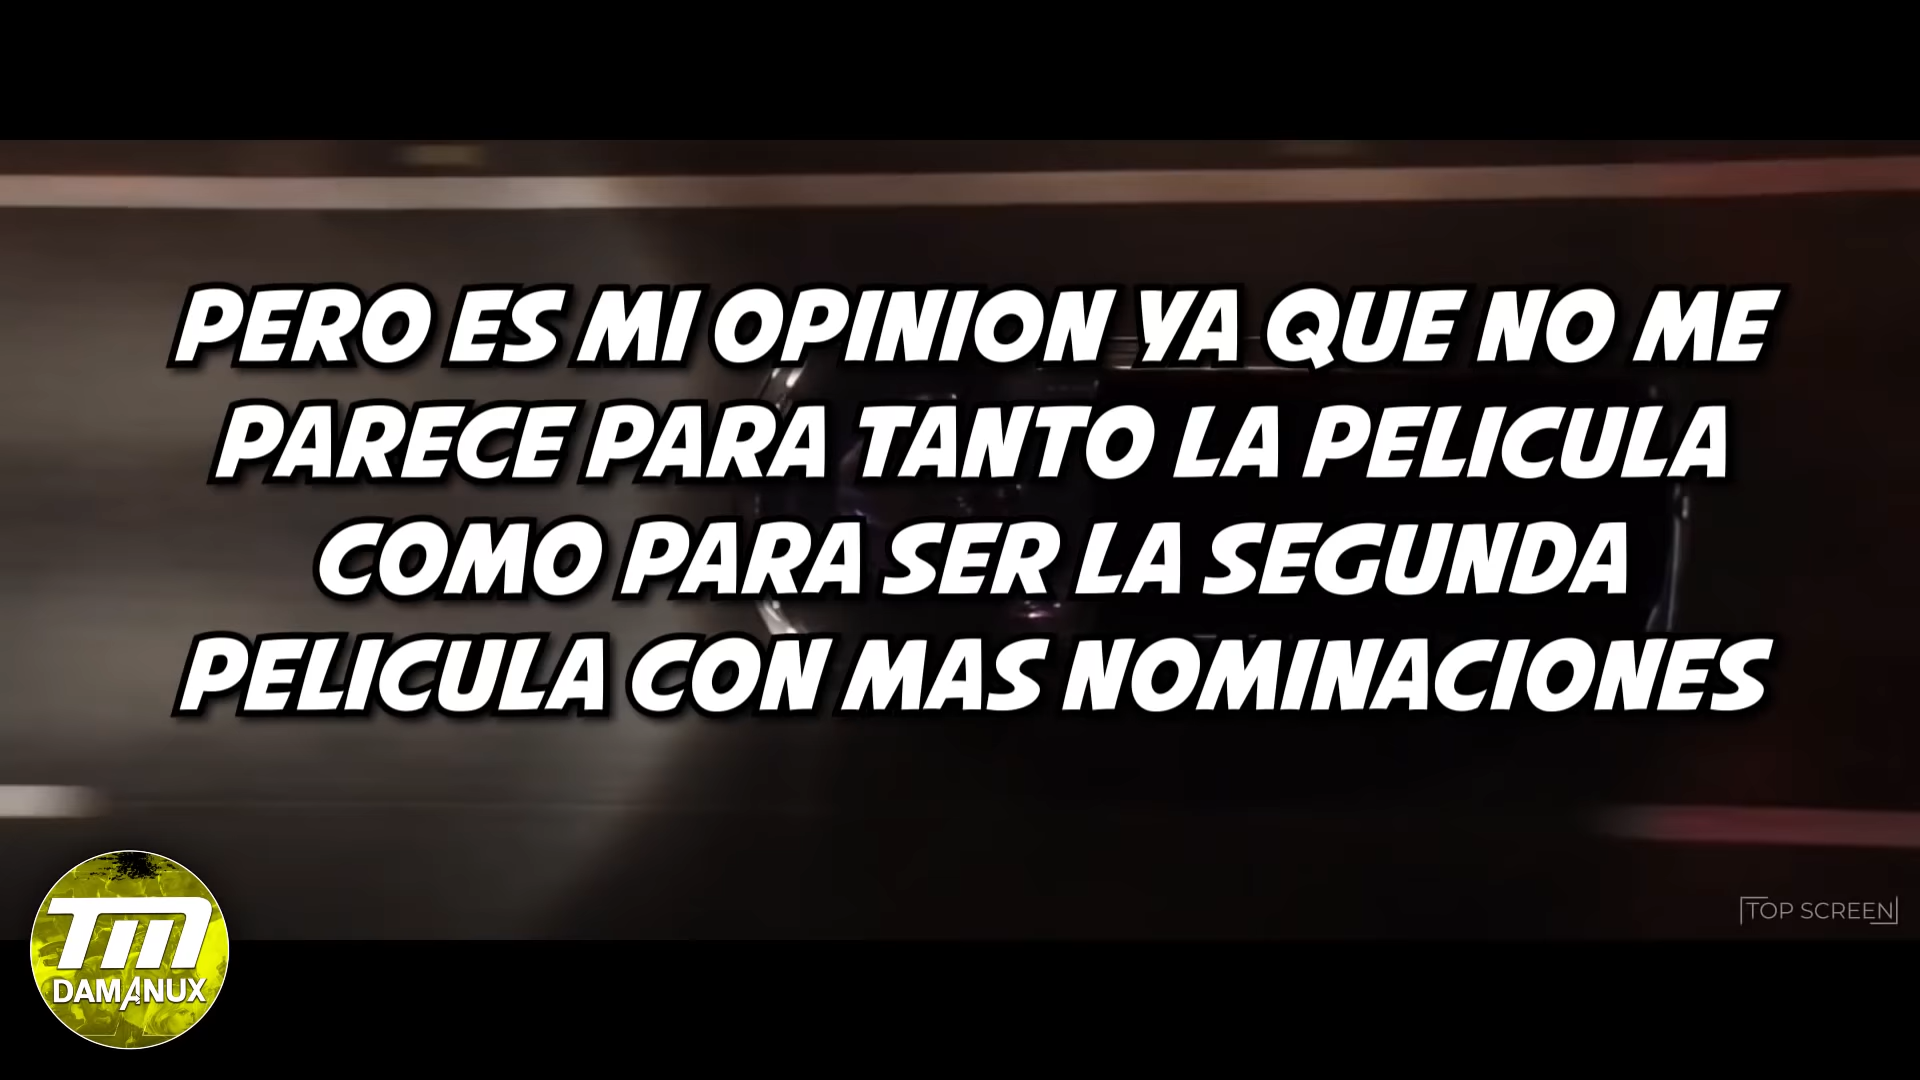 PERO ES MI OPINION YA QUE NO ME
PARECE PARA TANTO LA PELICULA
COMO PARA SER LA SEGUNDA
PELICULA CON MAS NOMINACIONES
TOP SCREEN
TM
DAMANUX